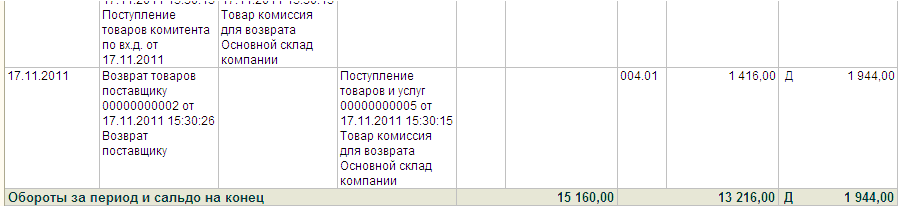 Поступление товаров комитента по вх.д. от 17.11.2011
Товар комиссия для возврата Основной склад компании
17.11.2011
Возврат товаров поставщику 00000000002 от 17.11.2011 15:30:26 Возврат поставщику
Поступление товаров и услуг 00000000005 от 17.11.2011 15:30:15 Товар комиссия для возврата Основной склад компании
004.01
1 416,00
Д
1 944,00
Обороты за период и сальдо на конец 15 160,00 13 216,00 Д 1 944,00